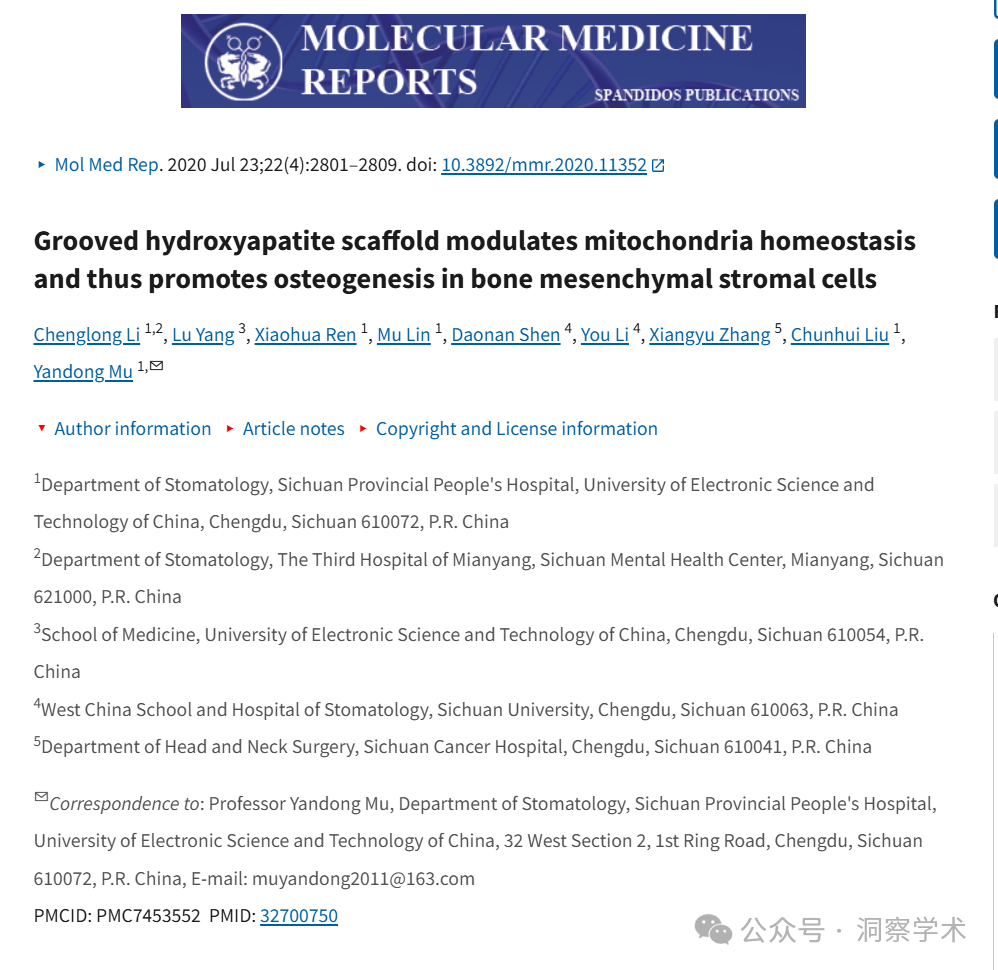 MOLECULAR MEDICINE
REPORTS
SPANDIDOS PUBLICATIONS
Mol Med Rep. 2020 Jul 23;22(4):2801–2809. doi: 10.3892/mmr.2020.11352
Grooved hydroxyapatite scaffold modulates mitochondria homeostasis
and thus promotes osteogenesis in bone mesenchymal stromal cells
Chenglong Li 1,2, Lu Yang 3, Xiaohua Ren 1, Mu Lin 1, Daonan Shen 4, You Li 4, Xiangyu Zhang 5, Chunhui Liu 1,
Yandong Mu 1,✉
Author information Article notes Copyright and License information
1Department of Stomatology, Sichuan Provincial People's Hospital, University of Electronic Science and
Technology of China, Chengdu, Sichuan 610072, P.R. China
2Department of Stomatology, The Third Hospital of Mianyang, Sichuan Mental Health Center, Mianyang, Sichuan
621000, P.R. China
3School of Medicine, University of Electronic Science and Technology of China, Chengdu, Sichuan 610054, P.R.
China
4West China School and Hospital of Stomatology, Sichuan University, Chengdu, Sichuan 610063, P.R. China
5Department of Head and Neck Surgery, Sichuan Cancer Hospital, Chengdu, Sichuan 610041, P.R. China
✉Correspondence to: Professor Yandong Mu, Department of Stomatology, Sichuan Provincial People's Hospital,
University of Electronic Science and Technology of China, 32 West Section 2, 1st Ring Road, Chengdu, Sichuan
610072, P.R. China, E-mail: muyandong2011@163.com
PMCID: PMC7453552 PMID: 32700750
公众号 · 洞察学术